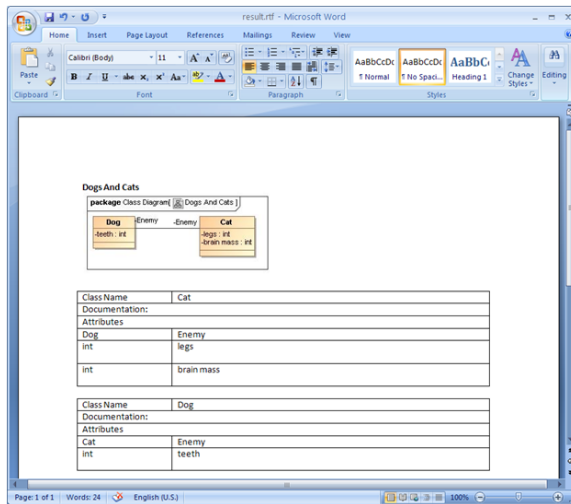 result.rtf - Microsoft Word
Home Insert Page Layout References Mailings Review View
Paste
Calibri (Body) 11
AaBbCcDc AaBbCcDc AaBbC
¶ Normal ¶ No Spaci... Heading 1
Change Styles
Editing
Clipboard Font Paragraph Styles
Dogs And Cats
package Class Diagram[ Dogs And Cats ]
Dog -Enemy -Enemy Cat
-teeth : int -legs : int
-brain mass : int
Class Name Cat
Documentation:
Attributes
Dog Enemy
int legs
int brain mass
Class Name Dog
Documentation:
Attributes
Cat Enemy
int teeth
Page: 1 of 1 Words: 24 English (U.S.) 100%